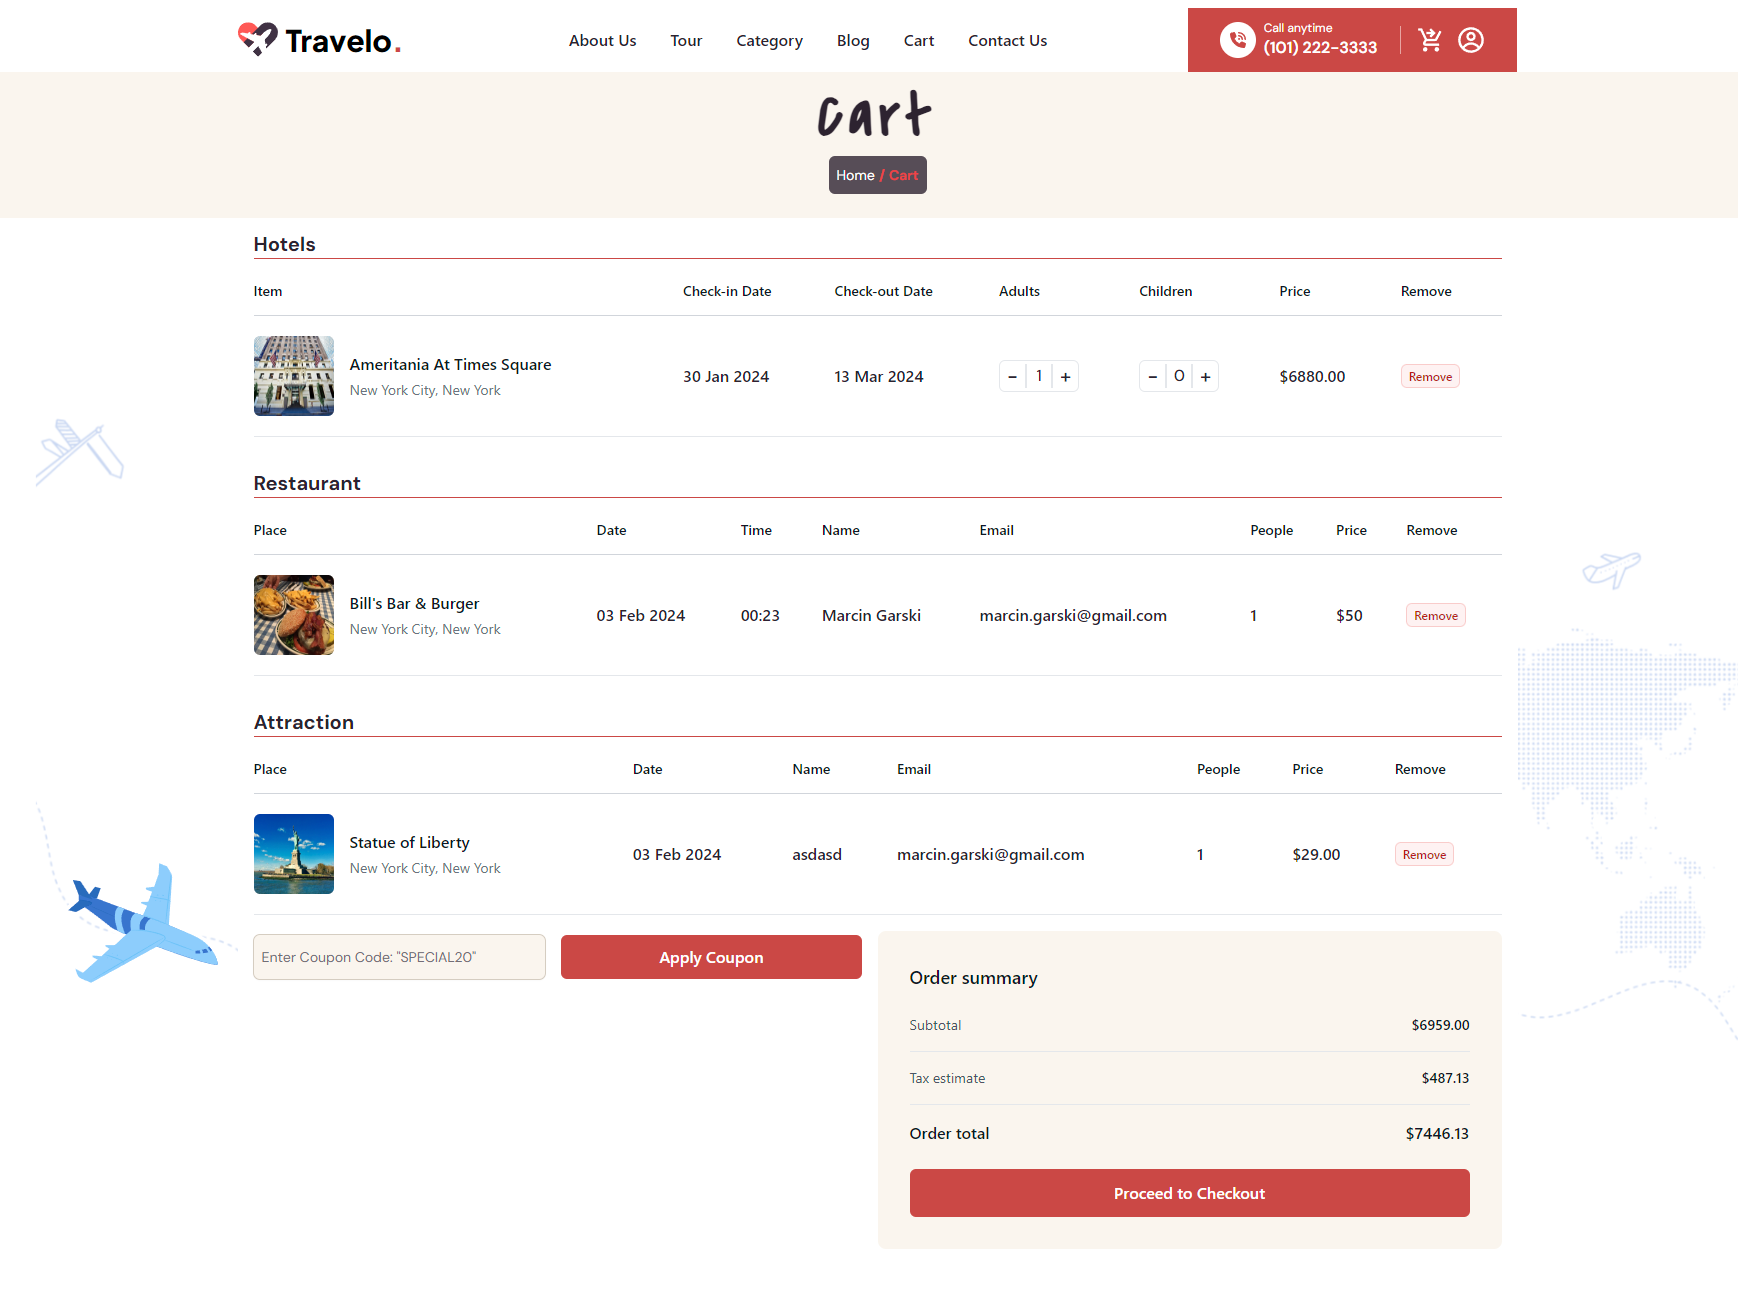 Travelo.
About Us Tour Category Blog Cart Contact Us
Call anytime
(101) 222-3333
Cart
Home / Cart
Hotels
Item Check-in Date Check-out Date Adults Children Price Remove
Ameritania At Times Square
New York City, New York
30 Jan 2024 13 Mar 2024 - 1 + - 0 + $6880.00 Remove
Restaurant
Place Date Time Name Email People Price Remove
Bill's Bar & Burger
New York City, New York
03 Feb 2024 00:23 Marcin Garski marcin.garski@gmail.com 1 $50 Remove
Attraction
Place Date Name Email People Price Remove
Statue of Liberty
New York City, New York
03 Feb 2024 asdasd marcin.garski@gmail.com 1 $29.00 Remove
Enter Coupon Code: "SPECIAL20"
Apply Coupon
Order summary
Subtotal $6959.00
Tax estimate $487.13
Order total $7446.13
Proceed to Checkout